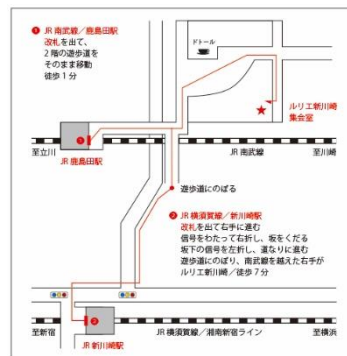 ❶ JR 南武線／鹿島田駅
改札を出て、
2階の遊歩道を
そのまま移動
徒歩1分
ドトール
ルリエ新川崎
集会室
❶
至立川
JR 鹿島田駅
JR 南武線
至川崎
遊歩道にのぼる
❷ JR 横須賀線／新川崎駅
改札を出て右手に進む
信号をわたって右折し、坂をくだる
坂下の信号を左折し、道なりに進む
遊歩道にのぼり、南武線を越えた右手が
ルリエ新川崎／徒歩7分
❷
至新宿
JR 横須賀線／湘南新宿ライン
至横浜
JR 新川崎駅